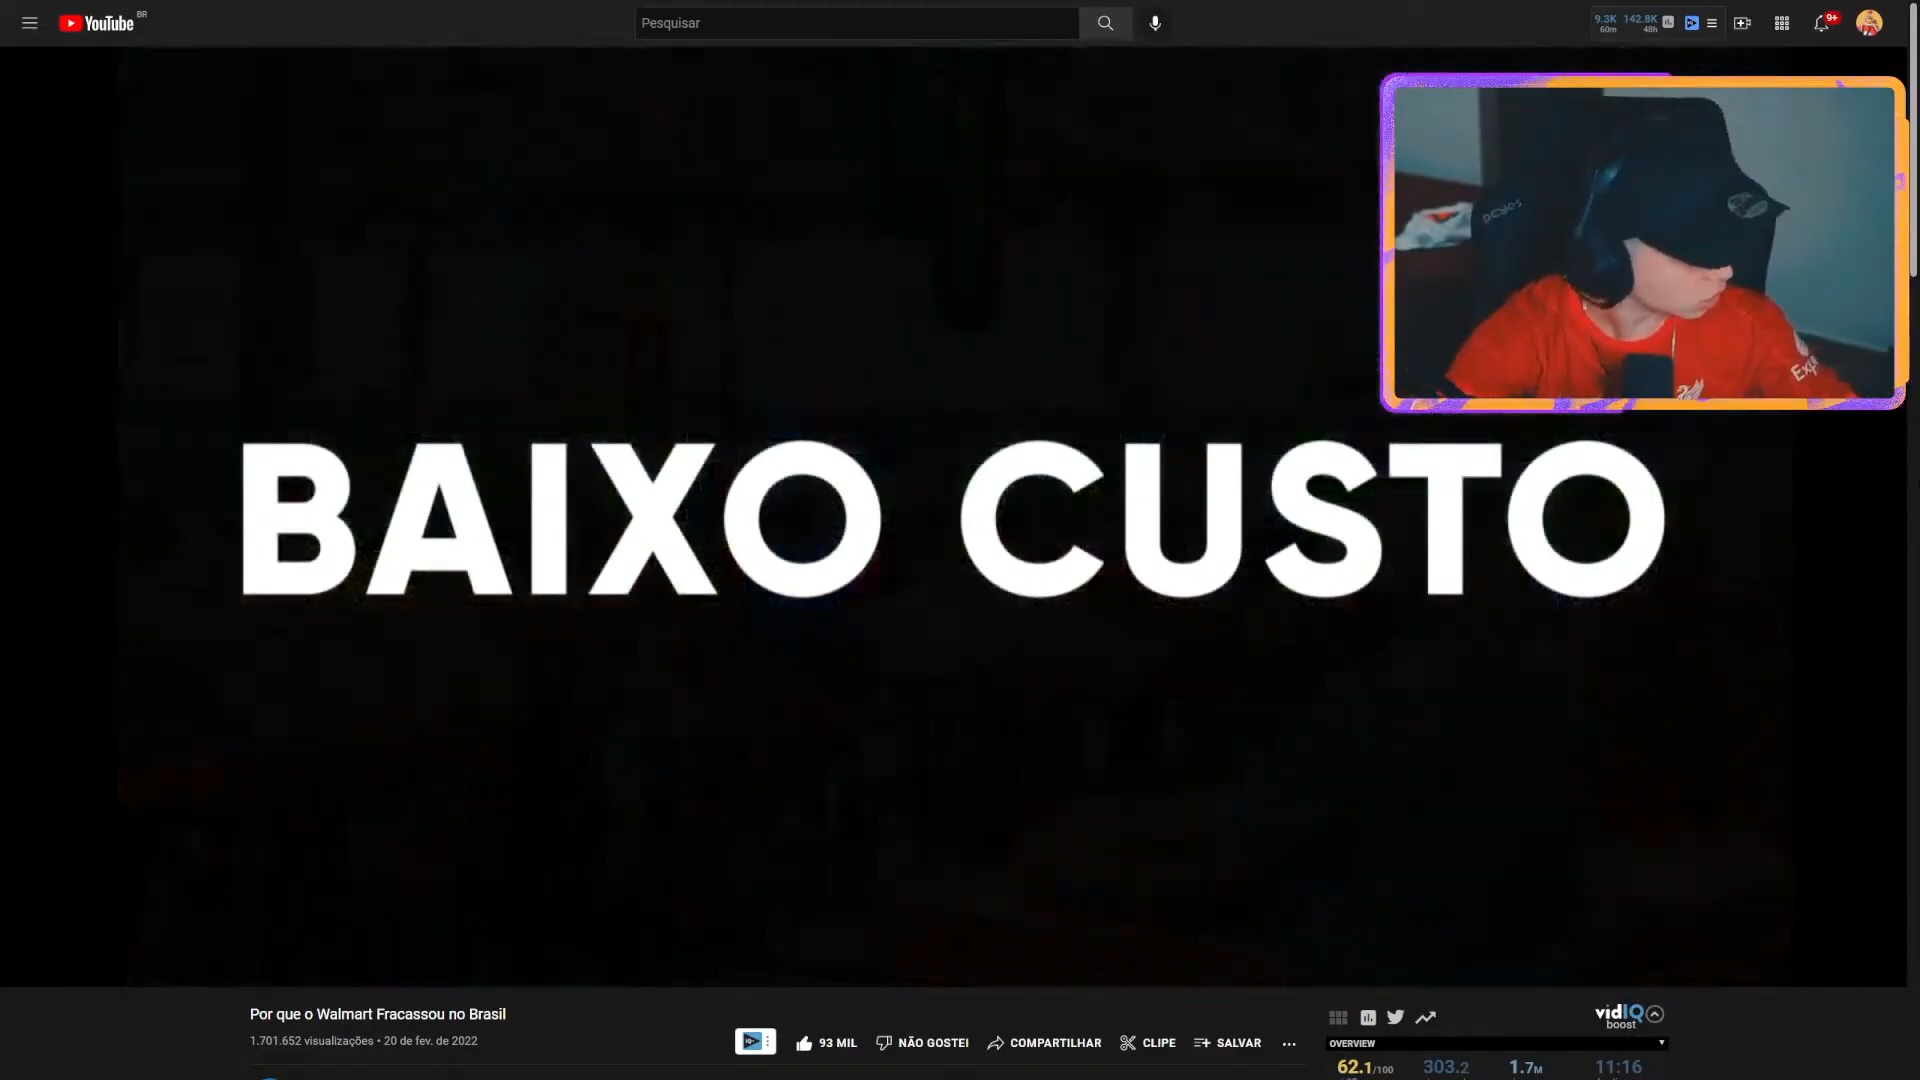 YouTube BR
Pesquisar
9.3K 60m
142.8K 48h
9+
BAIXO CUSTO
Por que o Walmart Fracassou no Brasil
1.701.652 visualizações • 20 de fev. de 2022
93 MIL
NÃO GOSTEI
COMPARTILHAR
CLIPE
SALVAR
vidIQ
boost
OVERVIEW
62.1/100
303.2
1.7M
11:16